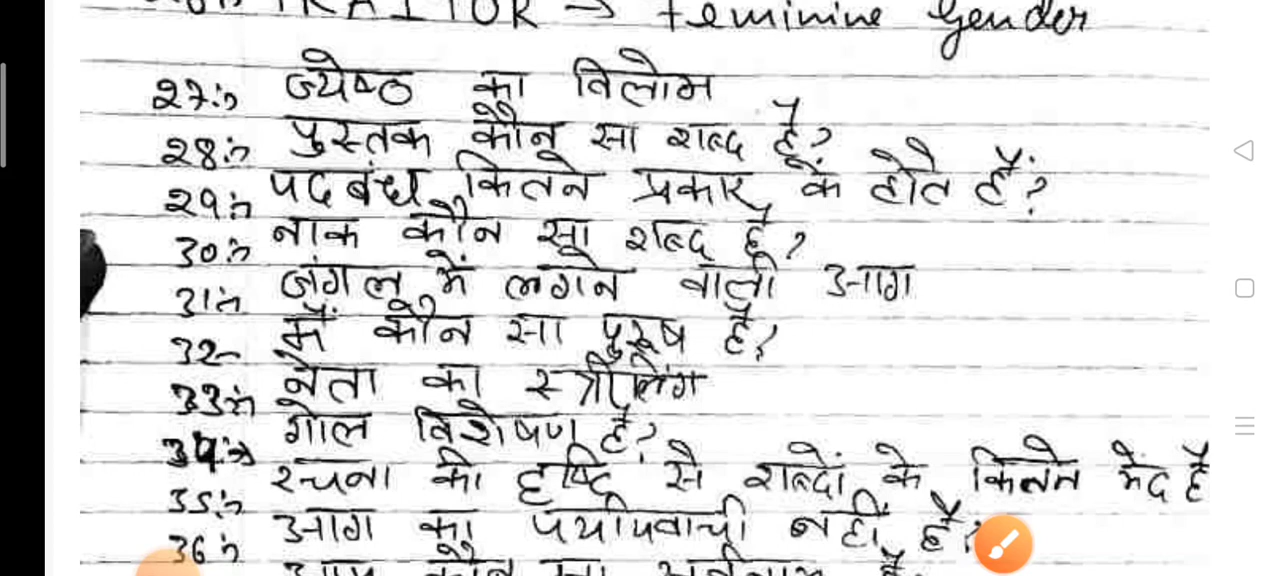 TRAITOR → Feminine Gender
27:→ ज्येष्ठ का विलोम
28:→ पुस्तक कौन सा शब्द है?
29:→ पदबंध कितने प्रकार के होते हैं?
30:→ नाक कौन सा शब्द है?
31:→ जंगल में लगने वाली आग
32→ मैं कौन सा पुरूष है?
33:→ नेता का स्त्रीलिंग
34:→ गोल विशेषण है?
35:→ रचना की दृष्टि से शब्दों के कितने भेद है
36:→ आग का पर्यायवाची नहीं है?